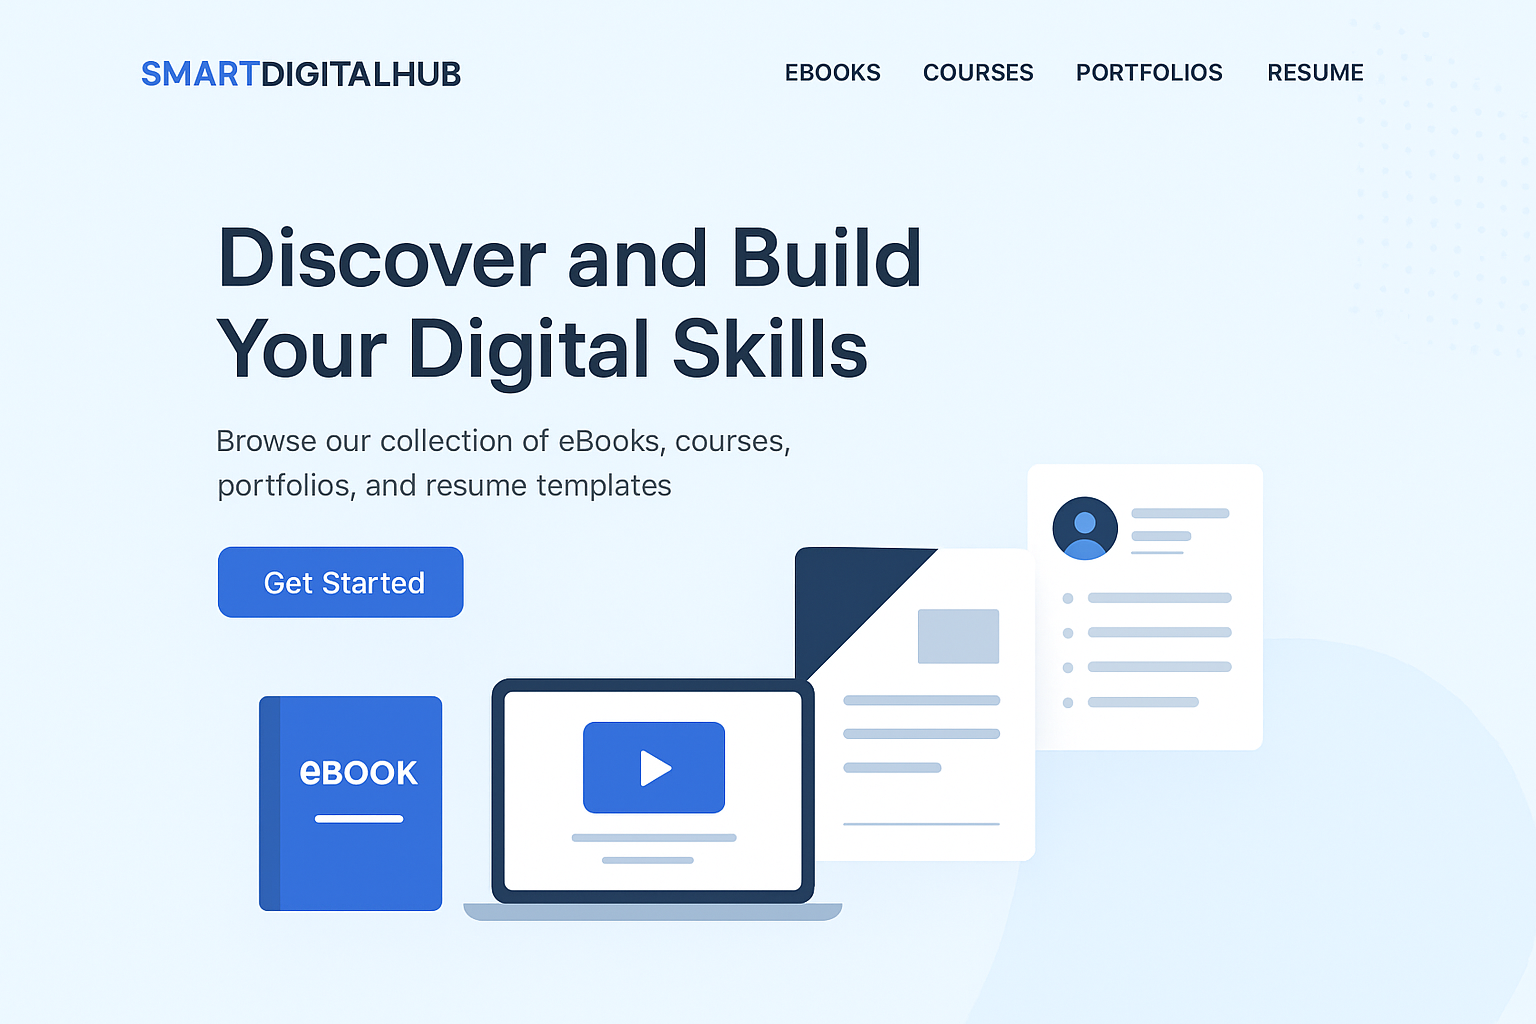 SMARTDIGITALHUB
EBOOKS COURSES PORTFOLIOS RESUME
Discover and Build
Your Digital Skills
Browse our collection of eBooks, courses,
portfolios, and resume templates
Get Started
eBOOK